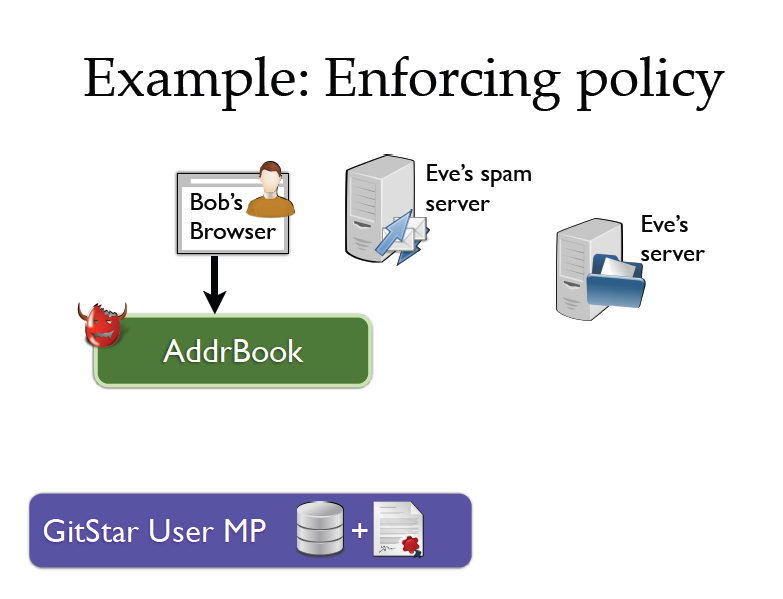 Example: Enforcing policy
Bob's
Browser
Eve's spam
server
Eve's
server
AddrBook
GitStar User MP
+